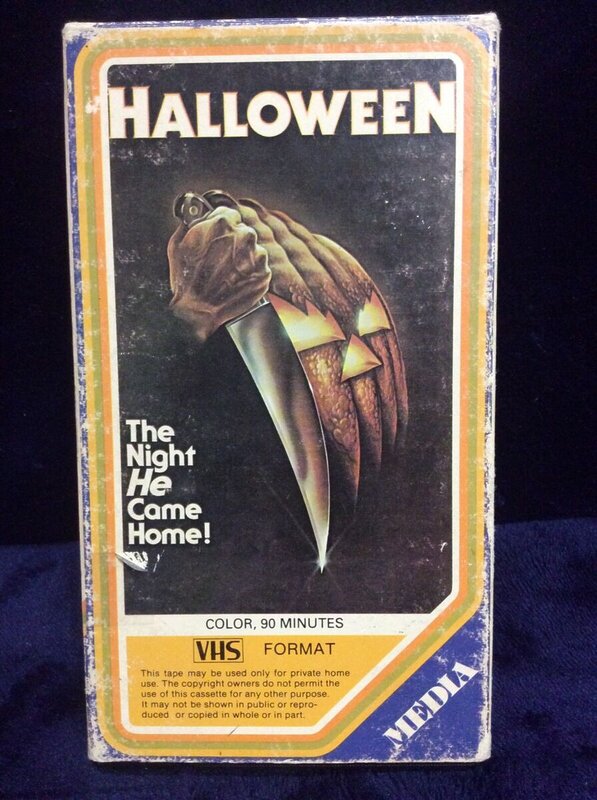 HALLOWEEN
The
Night
He
Came
Home!
COLOR, 90 MINUTES
VHS FORMAT
This tape may be used only for private home
use. The copyright owners do not permit the
use of this cassette for any other purpose.
It may not be shown in public or repro-
duced or copied in whole or in part.
MEDIA